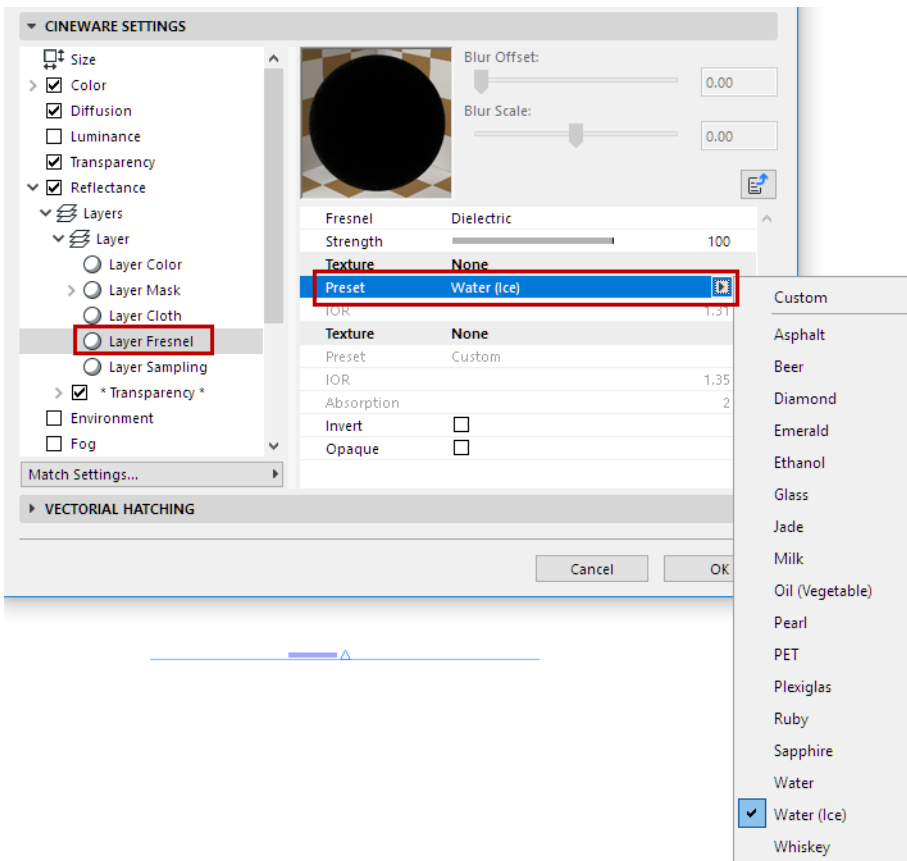 CINEWARE SETTINGS
Size
Color
Diffusion
Luminance
Transparency
Reflectance
Layers
Layer
Layer Color
Layer Mask
Layer Cloth
Layer Fresnel
Layer Sampling
* Transparency *
Environment
Fog
Match Settings...
Blur Offset:
0.00
Blur Scale:
0.00
Fresnel Dielectric
Strength 100
Texture None
Preset Water (Ice)
IOR 1.31
Texture None
Preset Custom
IOR 1.35
Absorption 2
Invert
Opaque
VECTORIAL HATCHING
Cancel OK
Custom
Asphalt
Beer
Diamond
Emerald
Ethanol
Glass
Jade
Milk
Oil (Vegetable)
Pearl
PET
Plexiglas
Ruby
Sapphire
Water
Water (Ice)
Whiskey